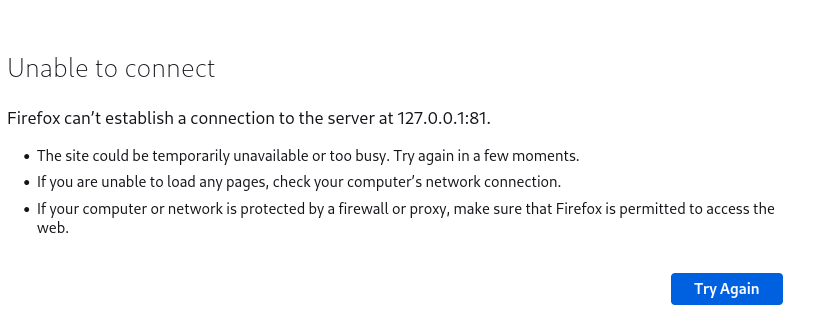 Unable to connect
Firefox can’t establish a connection to the server at 127.0.0.1:81.
• The site could be temporarily unavailable or too busy. Try again in a few moments.
• If you are unable to load any pages, check your computer’s network connection.
• If your computer or network is protected by a firewall or proxy, make sure that Firefox is permitted to access the
web.
Try Again